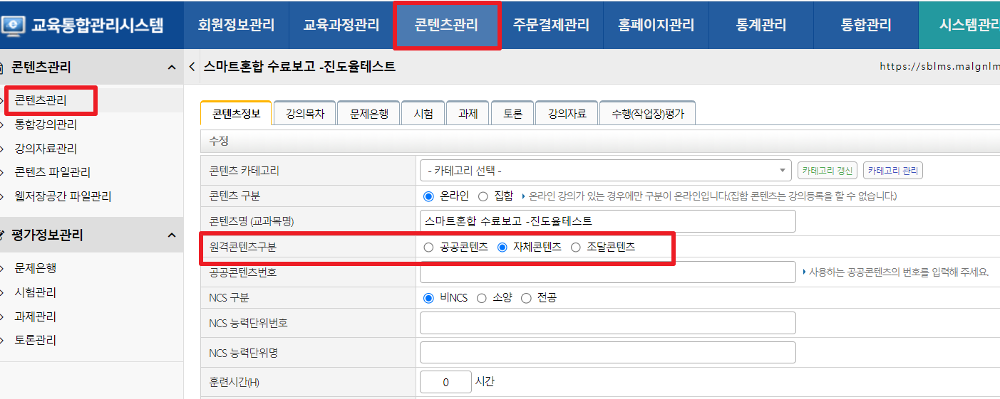 교육통합관리시스템 회원정보관리 교육과정관리 콘텐츠관리 주문결제관리 홈페이지관리 통계관리 통합관리 시스템관리
콘텐츠관리
콘텐츠관리
통합강의관리
강의자료관리
콘텐츠 파일관리
웹저장공간 파일관리
평가정보관리
문제은행
시험관리
과제관리
토론관리
스마트혼합 수료보고 -진도율테스트 https://sblms.malgnlm
콘텐츠정보 강의목차 문제은행 시험 과제 토론 강의자료 수행(작업장)평가
수정
콘텐츠 카테고리 - 카테고리 선택 - 카테고리 갱신 카테고리 관리
콘텐츠 구분 온라인 집합 온라인 강의가 있는 경우에만 구분이 온라인입니다.(집합 콘텐츠는 강의등록을 할 수 없습니다.)
콘텐츠명 (교과목명) 스마트혼합 수료보고 -진도율테스트
원격콘텐츠구분 공공콘텐츠 자체콘텐츠 조달콘텐츠
공공콘텐츠번호 사용하는 공공콘텐츠의 번호를 입력해 주세요.
NCS 구분 비NCS 소양 전공
NCS 능력단위번호
NCS 능력단위명
훈련시간(H) 0 시간